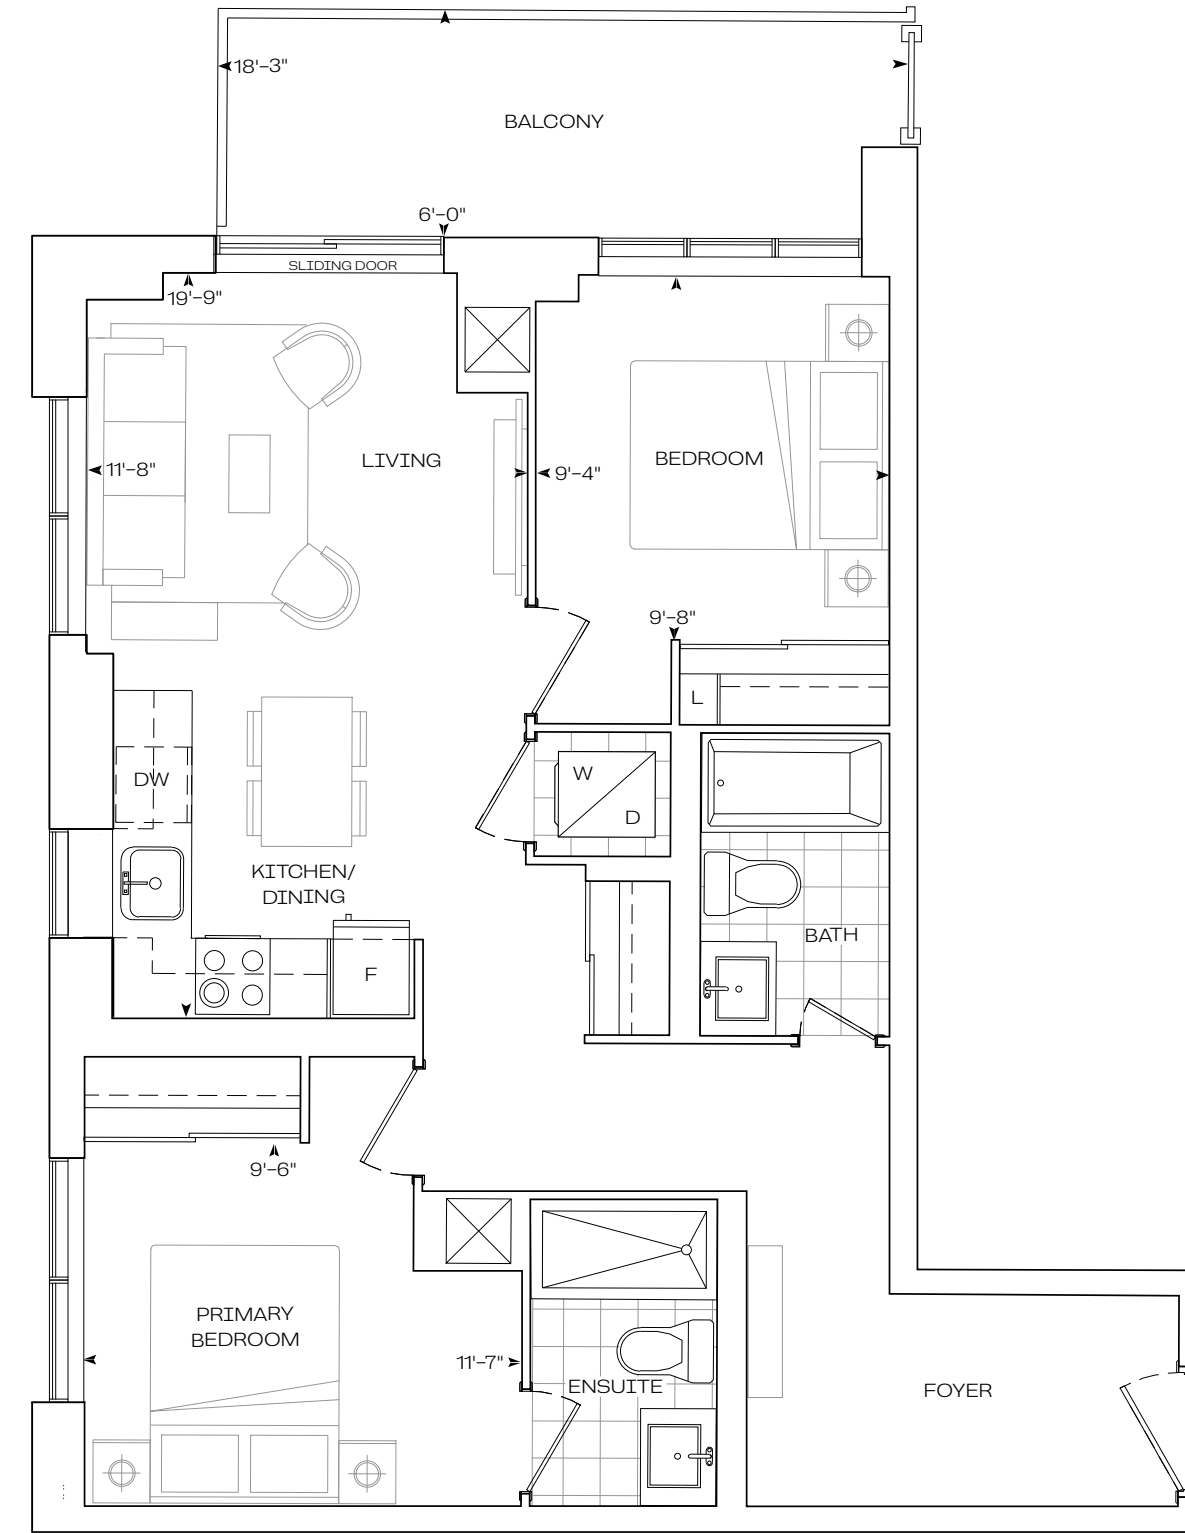 18'-3"
BALCONY
6'-0"
SLIDING DOOR
19'-9"
LIVING
11'-8"
9'-4"
BEDROOM
9'-8"
L
DW
W
D
KITCHEN/
DINING
BATH
F
9'-6"
PRIMARY
BEDROOM
11'-7"
ENSUITE
FOYER